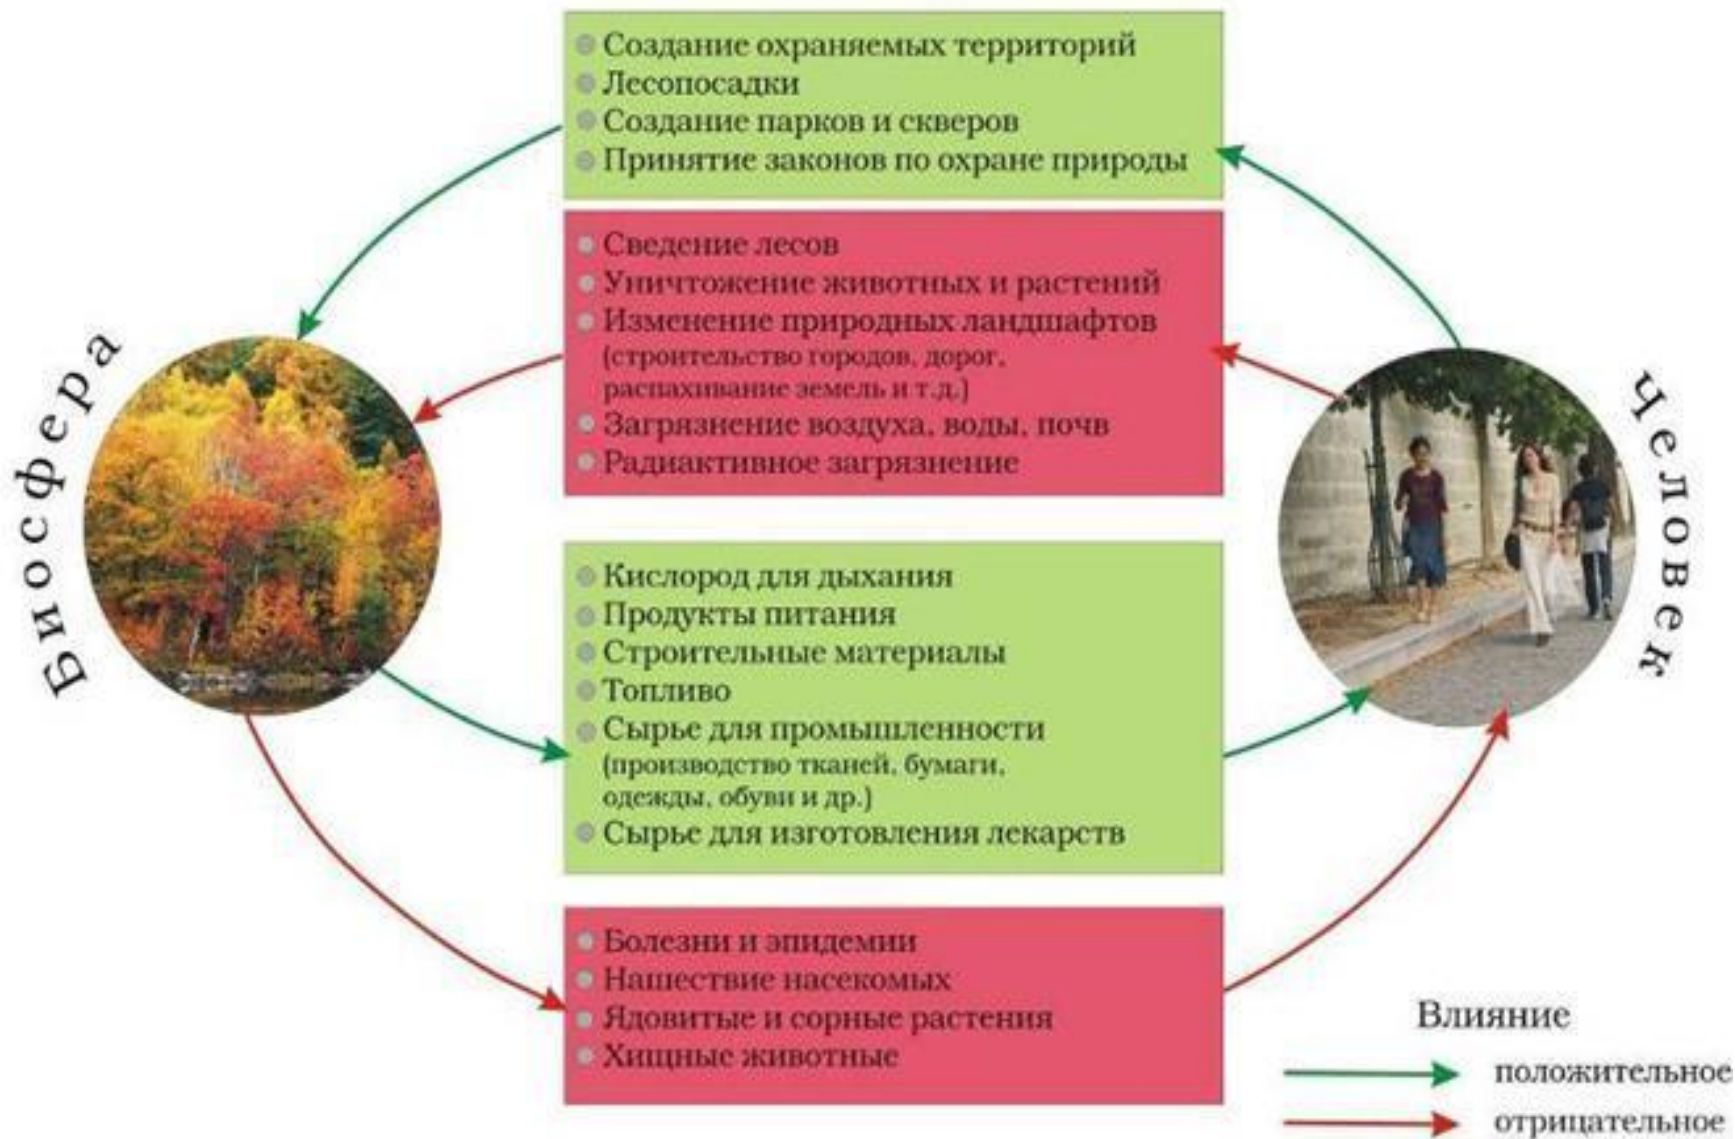 Создание охраняемых территорий
Лесопосадки
Создание парков и скверов
Принятие законов по охране природы
Сведение лесов
Уничтожение животных и растений
Изменение природных ландшафтов
(строительство городов, дорог,
распахивание земель и т.д.)
Загрязнение воздуха, воды, почв
Радиактивное загрязнение
Биосфера
Человек
Кислород для дыхания
Продукты питания
Строительные материалы
Топливо
Сырье для промышленности
(производство тканей, бумаги,
одежды, обуви и др.)
Сырье для изготовления лекарств
Болезни и эпидемии
Нашествие насекомых
Ядовитые и сорные растения
Хищные животные
Влияние
положительное
отрицательное